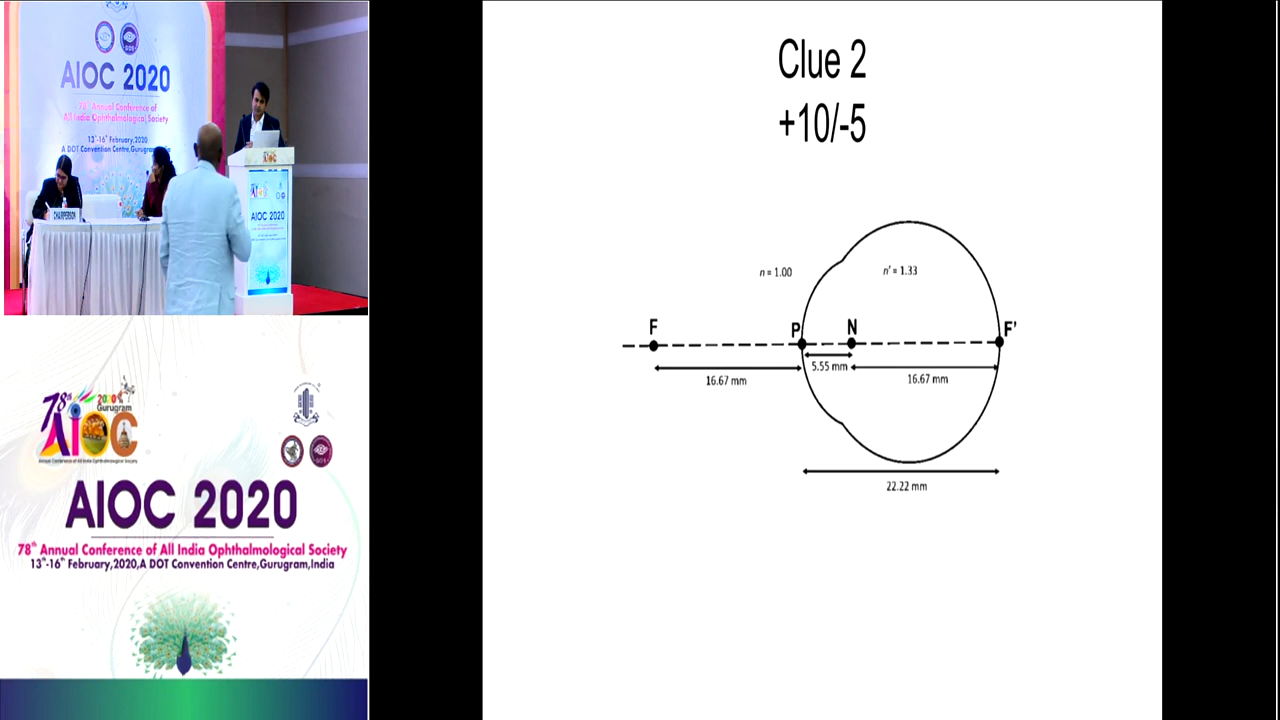 AIOC 2020
78th Annual Conference of
All India Ophthalmological Society
13th-16th February,2020
A DOT Convention Centre,Gurugram,India
CHAIRPERSON
AIOC 2020
78th
2020
Gurugram
AIOC
AIOC 2020
78th Annual Conference of All India Ophthalmological Society
13th-16th February,2020,A DOT Convention Centre,Gurugram,India
Clue 2
+10/-5
n = 1.00
n' = 1.33
F
P
N
F'
5.55 mm
16.67 mm
16.67 mm
22.22 mm